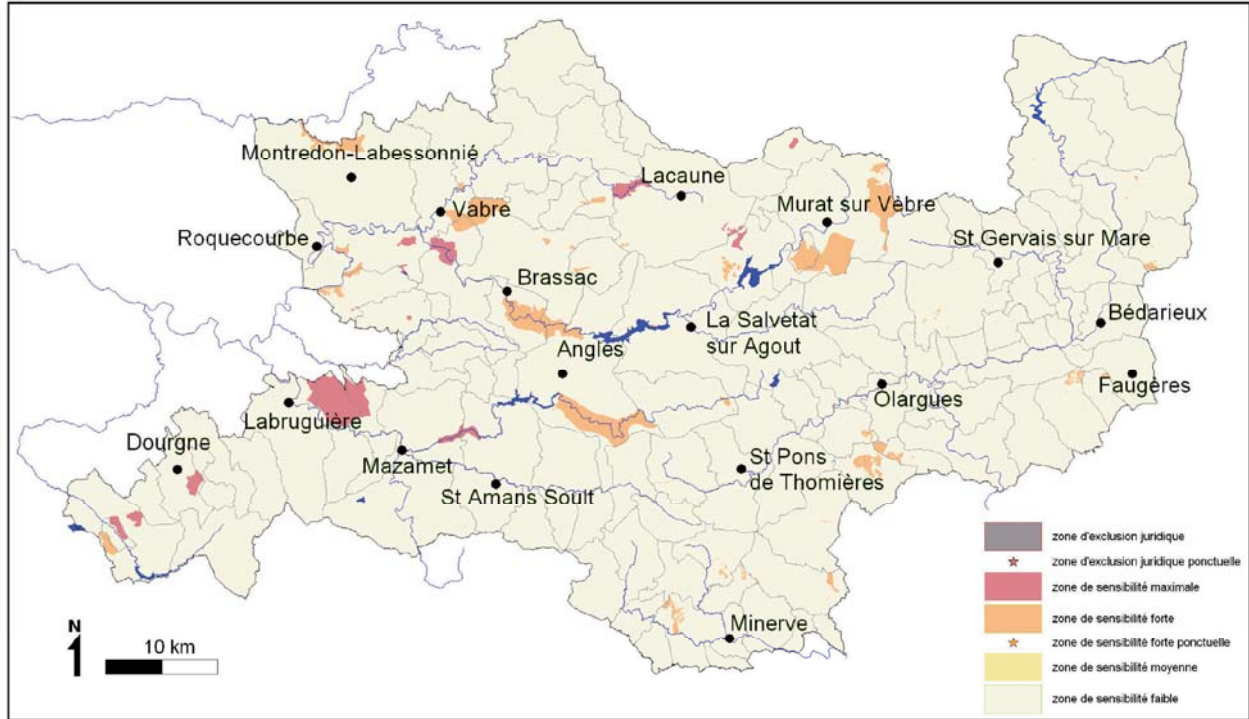 Montredon-Labessonnié
Lacaune
Vabre
Murat sur Vèbre
Roquecourbe
St Gervais sur Mare
Brassac
Bédarieux
La Salvetat
sur Agout
Anglès
Faugères
Olargues
Labruguière
Dourgne
Mazamet
St Pons
de Thomières
St Amans Soult
Minerve
N
10 km
zone d'exclusion juridique
zone d'exclusion juridique ponctuelle
zone de sensibilité maximale
zone de sensibilité forte
zone de sensibilité forte ponctuelle
zone de sensibilité moyenne
zone de sensibilité faible